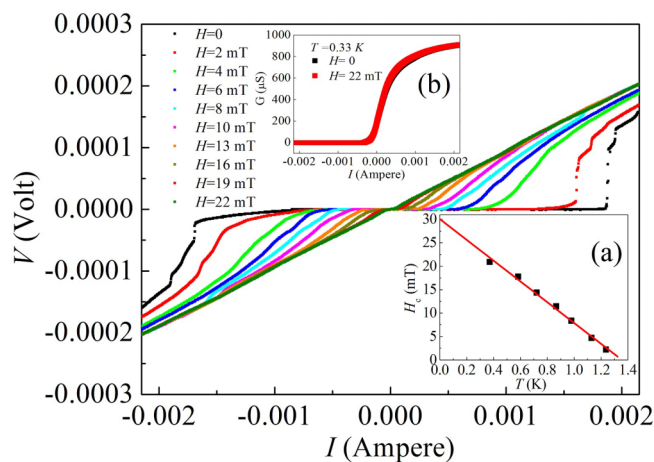 0.0003
0.0002
0.0001
0.0000
-0.0001
-0.0002
-0.0003
V (Volt)
-0.002
-0.001
0.000
0.001
0.002
I (Ampere)
H=0
H=2 mT
H=4 mT
H=6 mT
H=8 mT
H=10 mT
H=13 mT
H=16 mT
H=19 mT
H=22 mT
T =0.33 K
H= 0
H= 22 mT
(b)
1000
800
600
400
200
0
G (μS)
-0.002 -0.001 0.000 0.001 0.002
I (Ampere)
(a)
30
25
20
15
10
5
0
Hc (mT)
0.0 0.2 0.4 0.6 0.8 1.0 1.2 1.4
T (K)